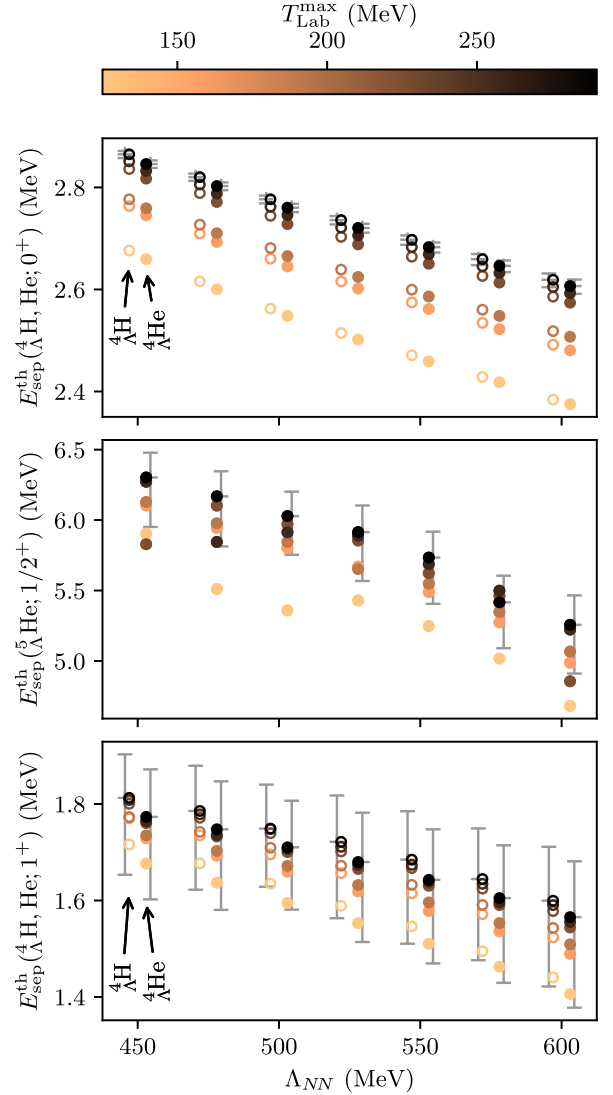 T_Lab^max (MeV)
150 200 250
E_sep^th(⁴_ΛH, He; 0⁺) (MeV)
2.8
2.6
2.4
⁴_ΛH
⁴_ΛHe
E_sep^th(⁵_ΛHe; 1/2⁺) (MeV)
6.5
6.0
5.5
5.0
E_sep^th(⁴_ΛH, He; 1⁺) (MeV)
1.8
1.6
1.4
⁴_ΛH
⁴_ΛHe
450 500 550 600
Λ_NN (MeV)